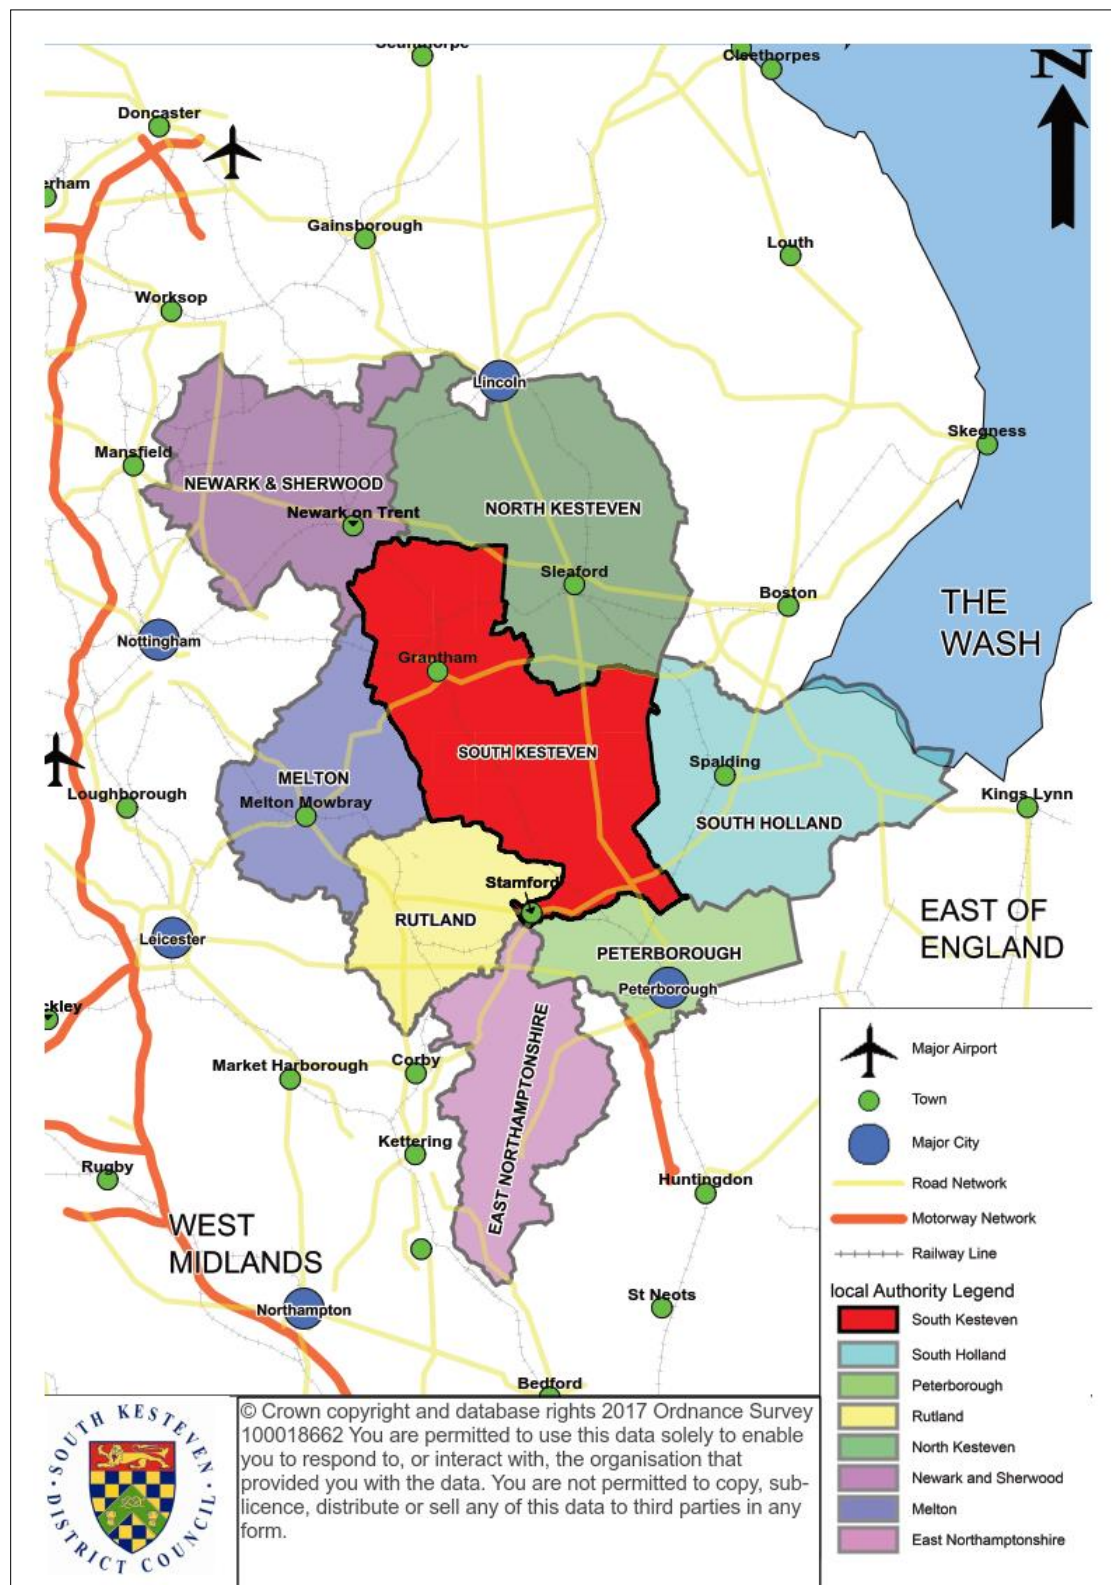 Cleethorpes
N
Doncaster
Gainsborough
Louth
Worksop
Lincoln
Skegness
Mansfield
NEWARK & SHERWOOD
Newark on Trent
NORTH KESTEVEN
Sleaford
Boston
THE
WASH
Nottingham
Grantham
SOUTH KESTEVEN
Spalding
MELTON
Melton Mowbray
Loughborough
Kings Lynn
SOUTH HOLLAND
Stamford
RUTLAND
EAST OF
ENGLAND
Leicester
PETERBOROUGH
Peterborough
ckley
erham
EAST NORTHAMPTONSHIRE
Market Harborough
Corby
Kettering
Rugby
Huntingdon
WEST
MIDLANDS
Northampton
St Neots
Bedford
Major Airport
Town
Major City
Road Network
Motorway Network
Railway Line
local Authority Legend
South Kesteven
South Holland
Peterborough
Rutland
North Kesteven
Newark and Sherwood
Melton
East Northamptonshire
SOUTH KESTEVEN
DISTRICT COUNCIL
© Crown copyright and database rights 2017 Ordnance Survey
100018662 You are permitted to use this data solely to enable
you to respond to, or interact with, the organisation that
provided you with the data. You are not permitted to copy, sub-
licence, distribute or sell any of this data to third parties in any
form.